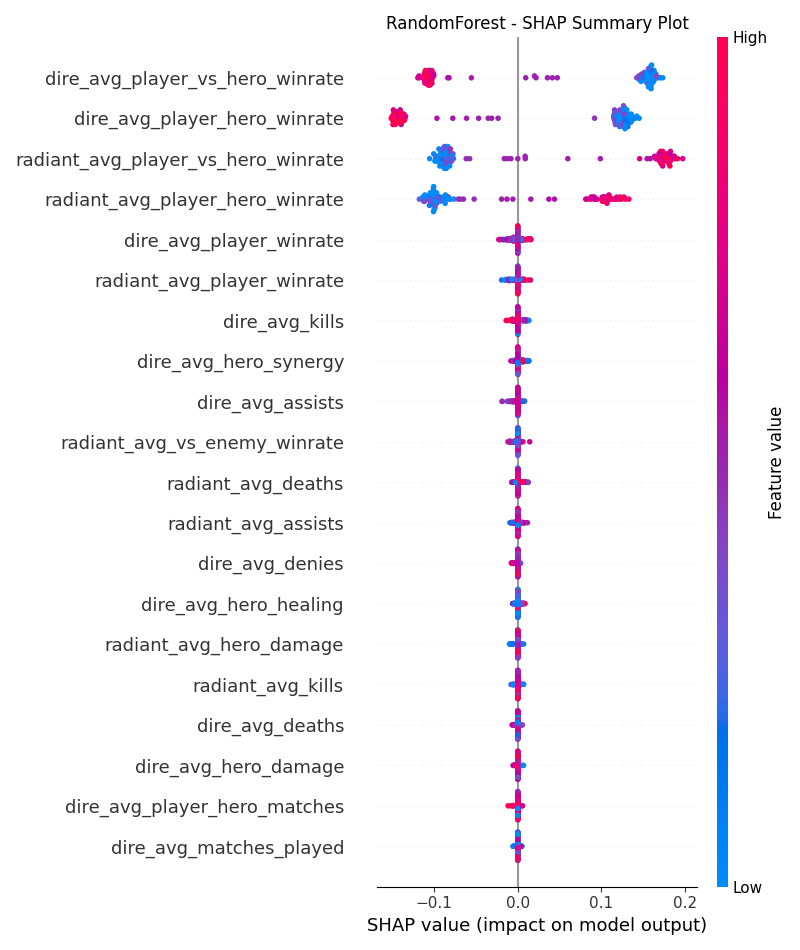 RandomForest - SHAP Summary Plot
High
dire_avg_player_vs_hero_winrate
dire_avg_player_hero_winrate
radiant_avg_player_vs_hero_winrate
radiant_avg_player_hero_winrate
dire_avg_player_winrate
radiant_avg_player_winrate
dire_avg_kills
dire_avg_hero_synergy
dire_avg_assists
radiant_avg_vs_enemy_winrate
radiant_avg_deaths
radiant_avg_assists
dire_avg_denies
dire_avg_hero_healing
radiant_avg_hero_damage
radiant_avg_kills
dire_avg_deaths
dire_avg_hero_damage
dire_avg_player_hero_matches
dire_avg_matches_played
Feature value
Low
−0.1 0.0 0.1 0.2
SHAP value (impact on model output)